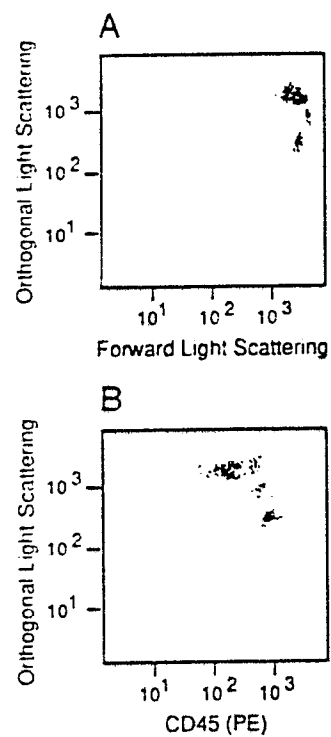 A
Orthogonal Light Scattering
10³
10²
10¹
10¹ 10² 10³
Forward Light Scattering
B
Orthogonal Light Scattering
10³
10²
10¹
10¹ 10² 10³
CD45 (PE)